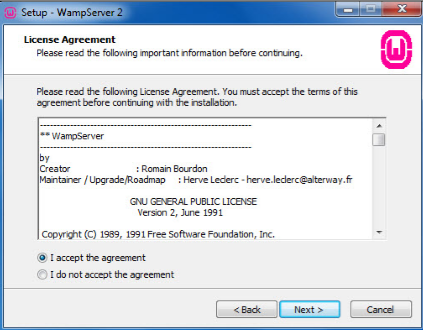 Setup - WampServer 2
License Agreement
Please read the following important information before continuing.
Please read the following License Agreement. You must accept the terms of this
agreement before continuing with the installation.
------------------------------------------------------------
** WampServer
------------------------------------------------------------
by
Creator : Romain Bourdon
Maintainer / Upgrade/Roadmap : Herve Leclerc - herve.leclerc@alterway.fr
GNU GENERAL PUBLIC LICENSE
Version 2, June 1991
Copyright (C) 1989, 1991 Free Software Foundation, Inc.
I accept the agreement
I do not accept the agreement
< Back Next > Cancel